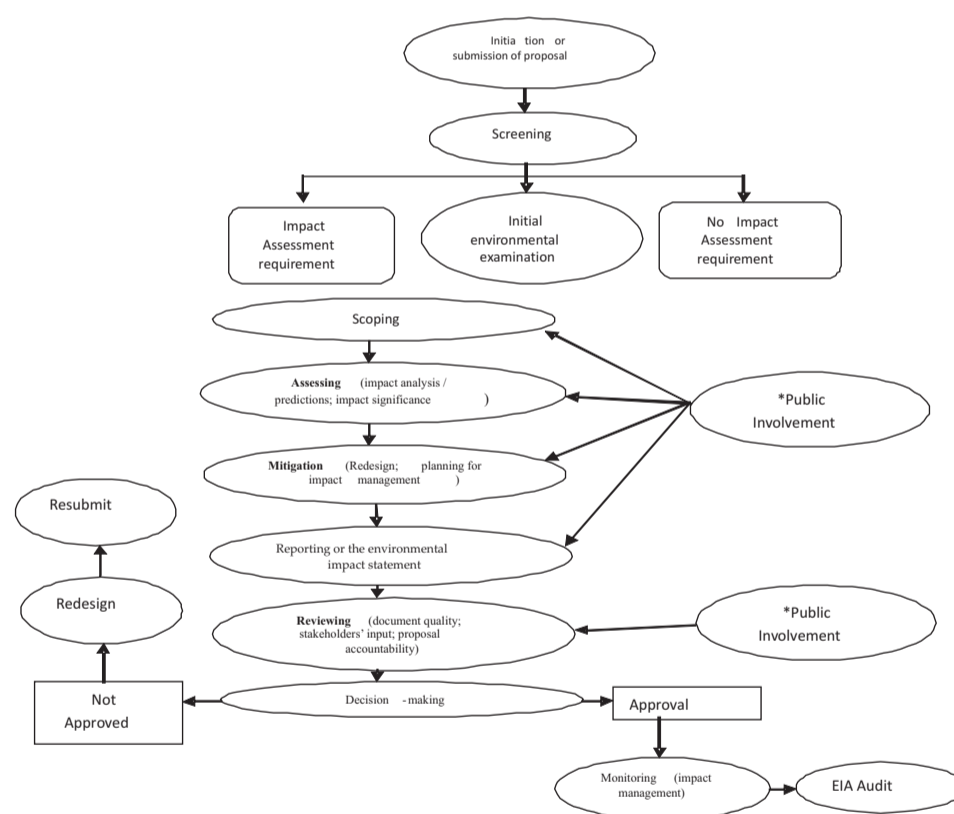 Initia tion or
submission of proposal
Screening
Impact
Assessment
requirement
Initial
environmental
examination
No Impact
Assessment
requirement
Scoping
Assessing (impact analysis /
predictions; impact significance )
*Public
Involvement
Mitigation (Redesign; planning for
impact management )
Resubmit
Reporting or the environmental
impact statement
Redesign
Reviewing (document quality;
stakeholders' input; proposal
accountability)
*Public
Involvement
Not
Approved
Decision -making
Approval
Monitoring (impact
management)
EIA Audit